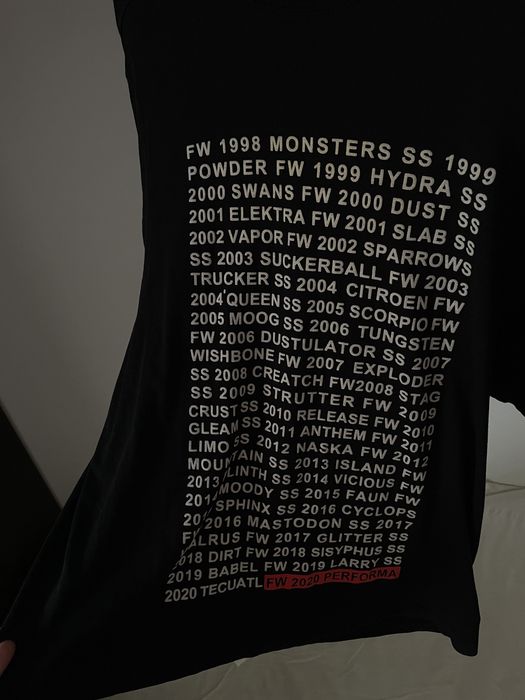 FW 1998 MONSTERS SS 1999
POWDER FW 1999 HYDRA SS
2000 SWANS FW 2000 DUST SS
2001 ELEKTRA FW 2001 SLAB SS
2002 VAPOR FW 2002 SPARROWS
SS 2003 SUCKERBALL FW 2003
TRUCKER SS 2004 CITROEN FW
2004 QUEEN SS 2005 SCORPIO FW
2005 MOOG SS 2006 TUNGSTEN
FW 2006 DUSTULATOR SS 2007
WISHBONE FW 2007 EXPLODER
SS 2008 CREATCH FW2008 STAG
SS 2009 STRUTTER FW 2009
CRUST SS 2010 RELEASE FW 2010
GLEAM SS 2011 ANTHEM FW 2011
LIMO SS 2012 NASKA FW 2012
MOUNTAIN SS 2013 ISLAND FW
2013 PLINTH SS 2014 VICIOUS FW
MOODY SS 2015 FAUN FW
SPHINX SS 2016 CYCLOPS
2016 MASTODON SS 2017
WALRUS FW 2017 GLITTER SS
2018 DIRT FW 2018 SISYPHUS SS
2019 BABEL FW 2019 LARRY SS
2020 TECUATL FW 2020 PERFORMA